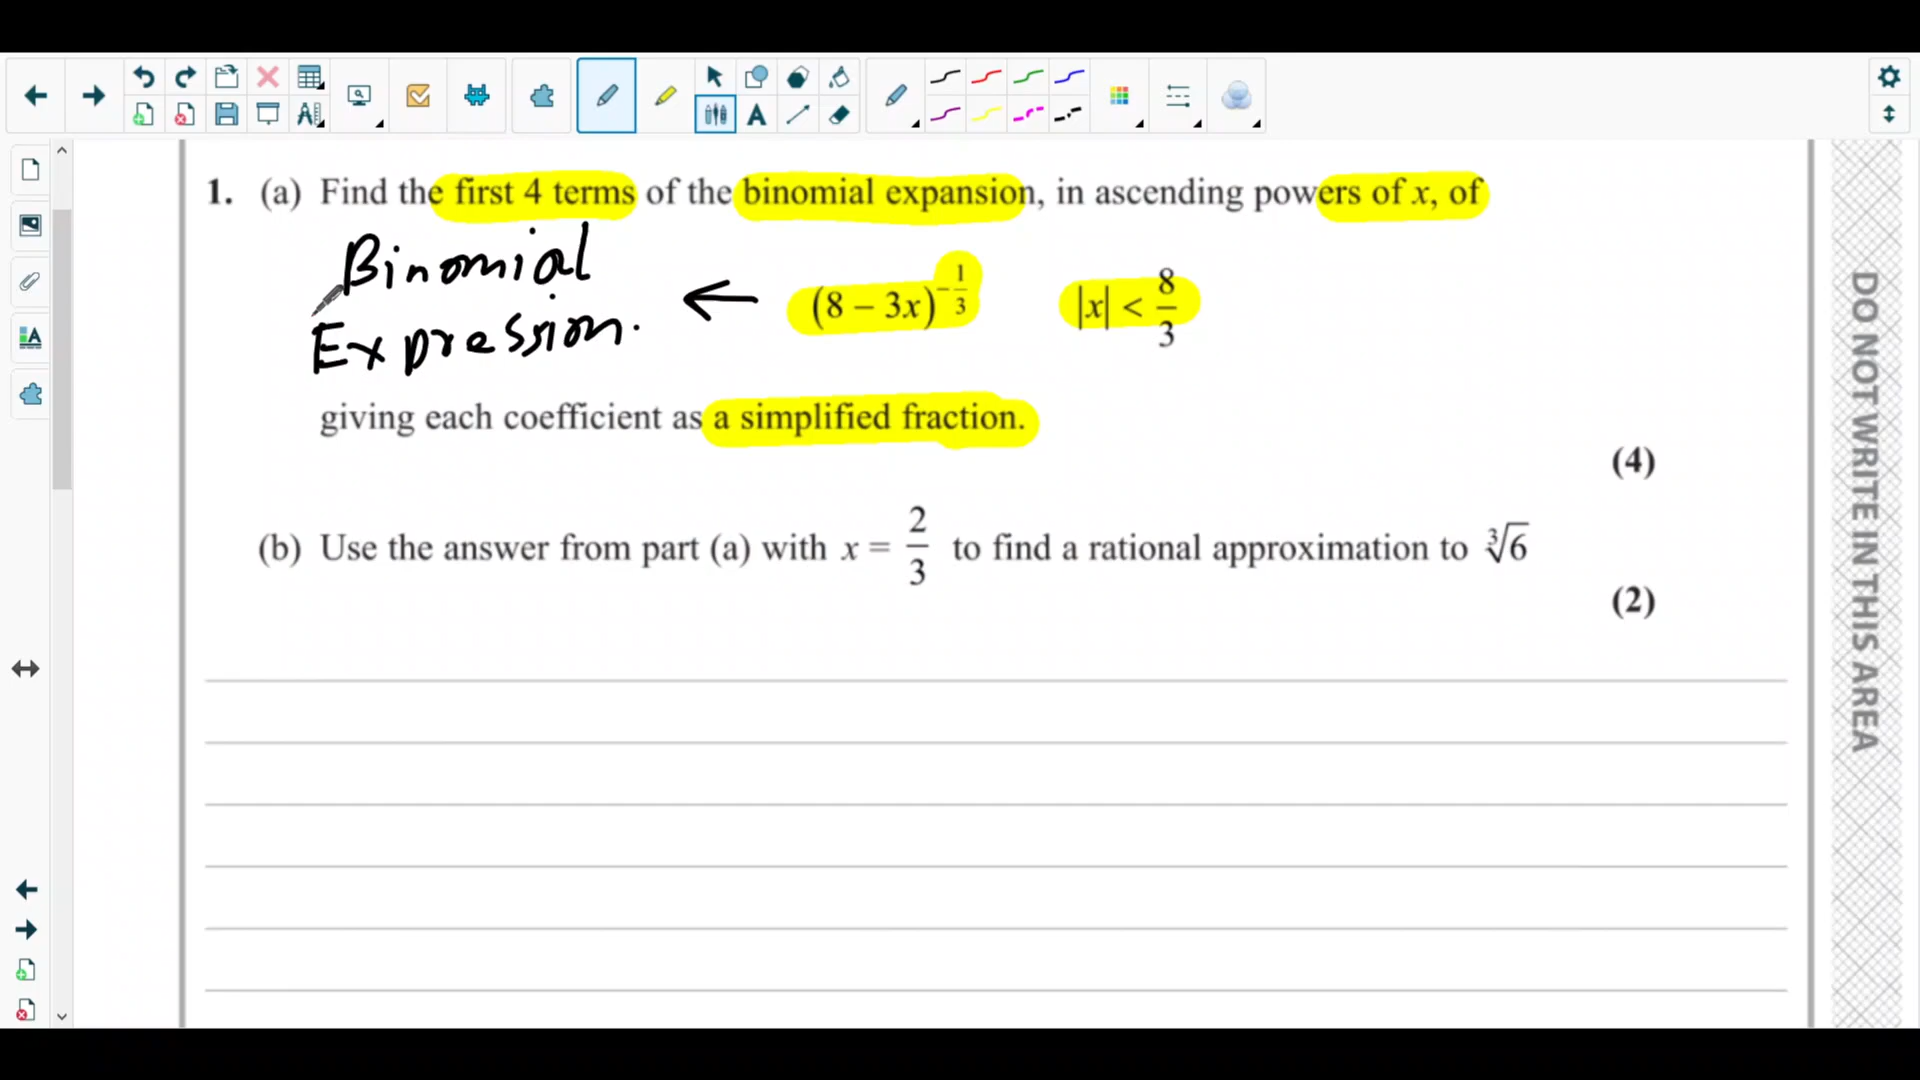 1. (a) Find the first 4 terms of the binomial expansion, in ascending powers of x, of
Binomial
Expression.
← (8 – 3x)^{-1/3} |x| < 8/3
giving each coefficient as a simplified fraction.
(4)
(b) Use the answer from part (a) with x = 2/3 to find a rational approximation to ∛6
(2)
DO NOT WRITE IN THIS AREA